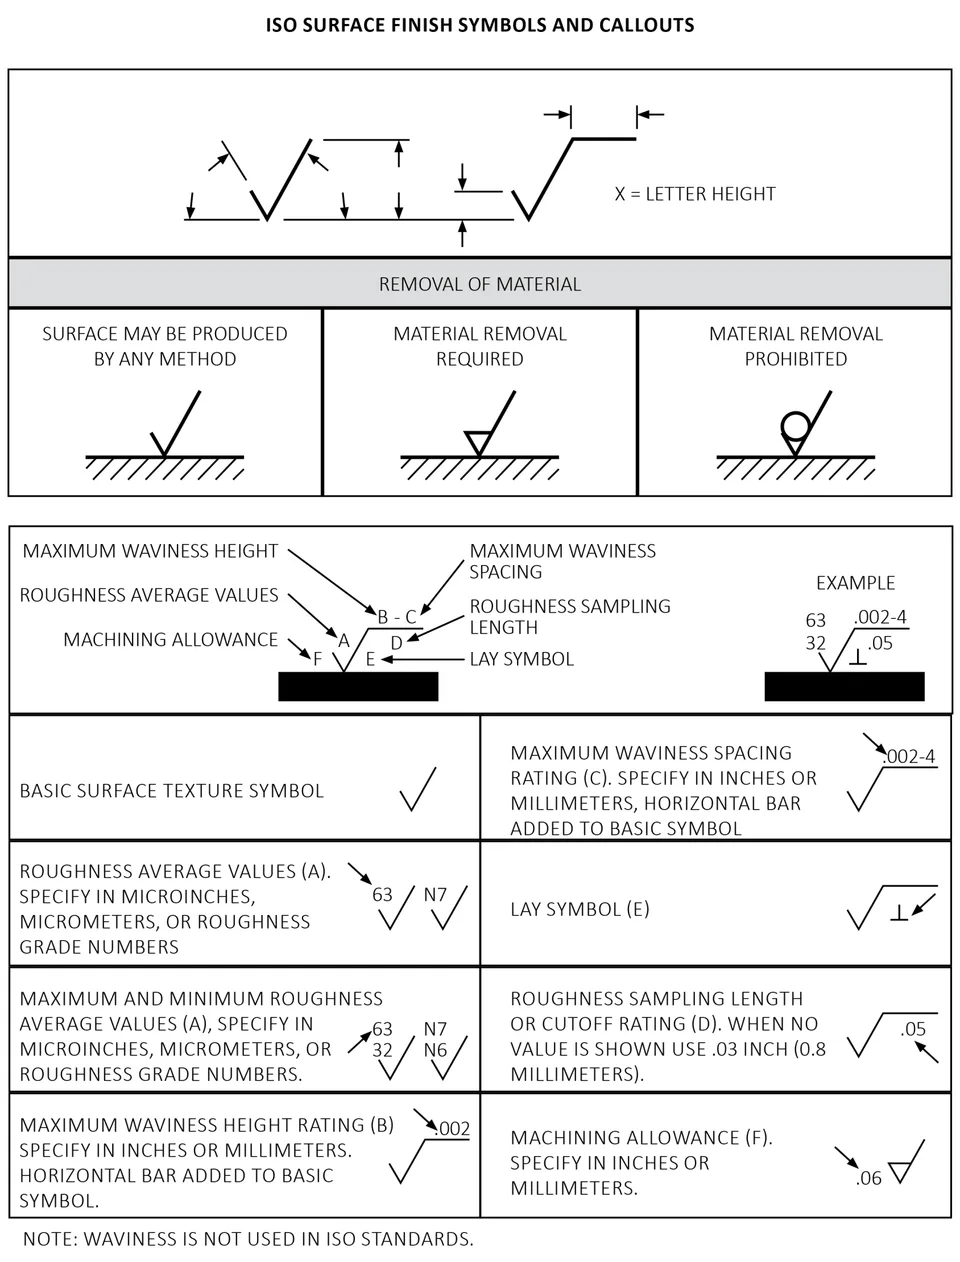 ISO SURFACE FINISH SYMBOLS AND CALLOUTS
X = LETTER HEIGHT
REMOVAL OF MATERIAL
SURFACE MAY BE PRODUCED
BY ANY METHOD
MATERIAL REMOVAL
REQUIRED
MATERIAL REMOVAL
PROHIBITED
MAXIMUM WAVINESS HEIGHT
ROUGHNESS AVERAGE VALUES
MACHINING ALLOWANCE
B - C
A
D
F
E
MAXIMUM WAVINESS
SPACING
ROUGHNESS SAMPLING
LENGTH
LAY SYMBOL
EXAMPLE
63
32
.002-4
.05
BASIC SURFACE TEXTURE SYMBOL
MAXIMUM WAVINESS SPACING
RATING (C). SPECIFY IN INCHES OR
MILLIMETERS, HORIZONTAL BAR
ADDED TO BASIC SYMBOL
.002-4
ROUGHNESS AVERAGE VALUES (A).
SPECIFY IN MICROINCHES,
MICROMETERS, OR ROUGHNESS
GRADE NUMBERS
63
N7
LAY SYMBOL (E)
MAXIMUM AND MINIMUM ROUGHNESS
AVERAGE VALUES (A), SPECIFY IN
MICROINCHES, MICROMETERS, OR
ROUGHNESS GRADE NUMBERS.
63
32
N7
N6
ROUGHNESS SAMPLING LENGTH
OR CUTOFF RATING (D). WHEN NO
VALUE IS SHOWN USE .03 INCH (0.8
MILLIMETERS).
.05
MAXIMUM WAVINESS HEIGHT RATING (B)
SPECIFY IN INCHES OR MILLIMETERS.
HORIZONTAL BAR ADDED TO BASIC
SYMBOL.
.002
MACHINING ALLOWANCE (F).
SPECIFY IN INCHES OR
MILLIMETERS.
.06
NOTE: WAVINESS IS NOT USED IN ISO STANDARDS.